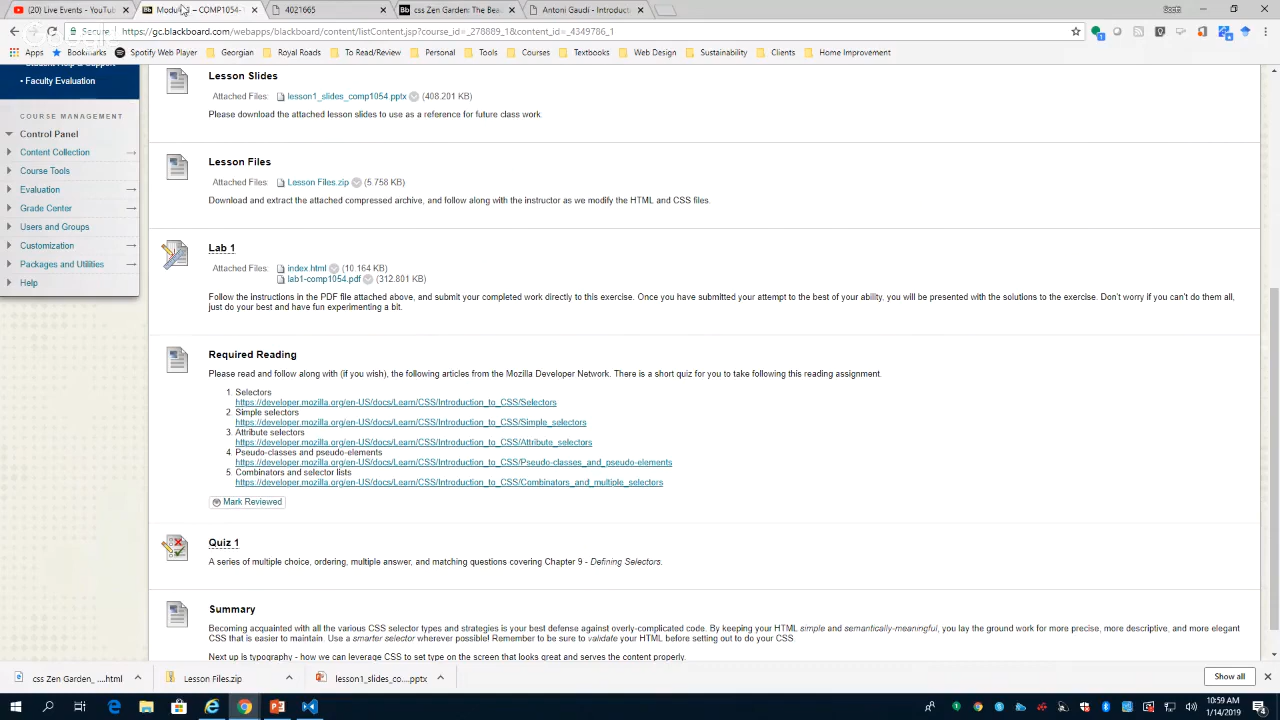 (20) Live Events - YouTub
Module 1 – COMP1054-
4021665
Bb css Zen Garden: The Bea
Antoni Gaudi - Introduct
Secure https://gc.blackboard.com/webapps/blackboard/content/listContent.jsp?course_id=_278889_1&content_id=_4349786_1
Apps Suggested Sites Spotify Web Player Georgian Royal Roads To Read/Review Personal Tools Courses Textbooks Web Design Sustainability Clients Home Improvement
• Faculty Evaluation
COURSE MANAGEMENT
Control Panel
Content Collection
Course Tools
Evaluation
Grade Center
Users and Groups
Customization
Packages and Utilities
Help
Lesson Slides
Attached Files: lesson1_slides_comp1054.pptx (408.201 KB)
Please download the attached lesson slides to use as a reference for future class work.
Lesson Files
Attached Files: Lesson Files.zip (5.758 KB)
Download and extract the attached compressed archive, and follow along with the instructor as we modify the HTML and CSS files.
Lab 1
Attached Files: index.html (10.164 KB)
lab1-comp1054.pdf (312.801 KB)
Follow the instructions in the PDF file attached above, and submit your completed work directly to this exercise. Once you have submitted your attempt to the best of your ability, you will be presented with the solutions to the exercise. Don't worry if you can't do them all,
just do your best and have fun experimenting a bit.
Required Reading
Please read and follow along with (if you wish), the following articles from the Mozilla Developer Network. There is a short quiz for you to take following this reading assignment.
1. Selectors
https://developer.mozilla.org/en-US/docs/Learn/CSS/Introduction_to_CSS/Selectors
2. Simple selectors
https://developer.mozilla.org/en-US/docs/Learn/CSS/Introduction_to_CSS/Simple_selectors
3. Attribute selectors
https://developer.mozilla.org/en-US/docs/Learn/CSS/Introduction_to_CSS/Attribute_selectors
4. Pseudo-classes and pseudo-elements
https://developer.mozilla.org/en-US/docs/Learn/CSS/Introduction_to_CSS/Pseudo-classes_and_pseudo-elements
5. Combinators and selector lists
https://developer.mozilla.org/en-US/docs/Learn/CSS/Introduction_to_CSS/Combinators_and_multiple_selectors
Mark Reviewed
Quiz 1
A series of multiple choice, ordering, multiple answer, and matching questions covering Chapter 9 - Defining Selectors.
Summary
Becoming acquainted with all the various CSS selector types and strategies is your best defense against overly-complicated code. By keeping your HTML simple and semantically-meaningful, you lay the ground work for more precise, more descriptive, and more elegant
CSS that is easier to maintain. Use a smarter selector wherever possible! Remember to be sure to validate your HTML before setting out to do your CSS.
Next up is typography - how we can leverage CSS to set type on the screen that looks great and serves the content properly.
css Zen Garden_ ....html
Lesson Files.zip
lesson1_slides_co....pptx
Show all
10:59 AM
1/14/2019